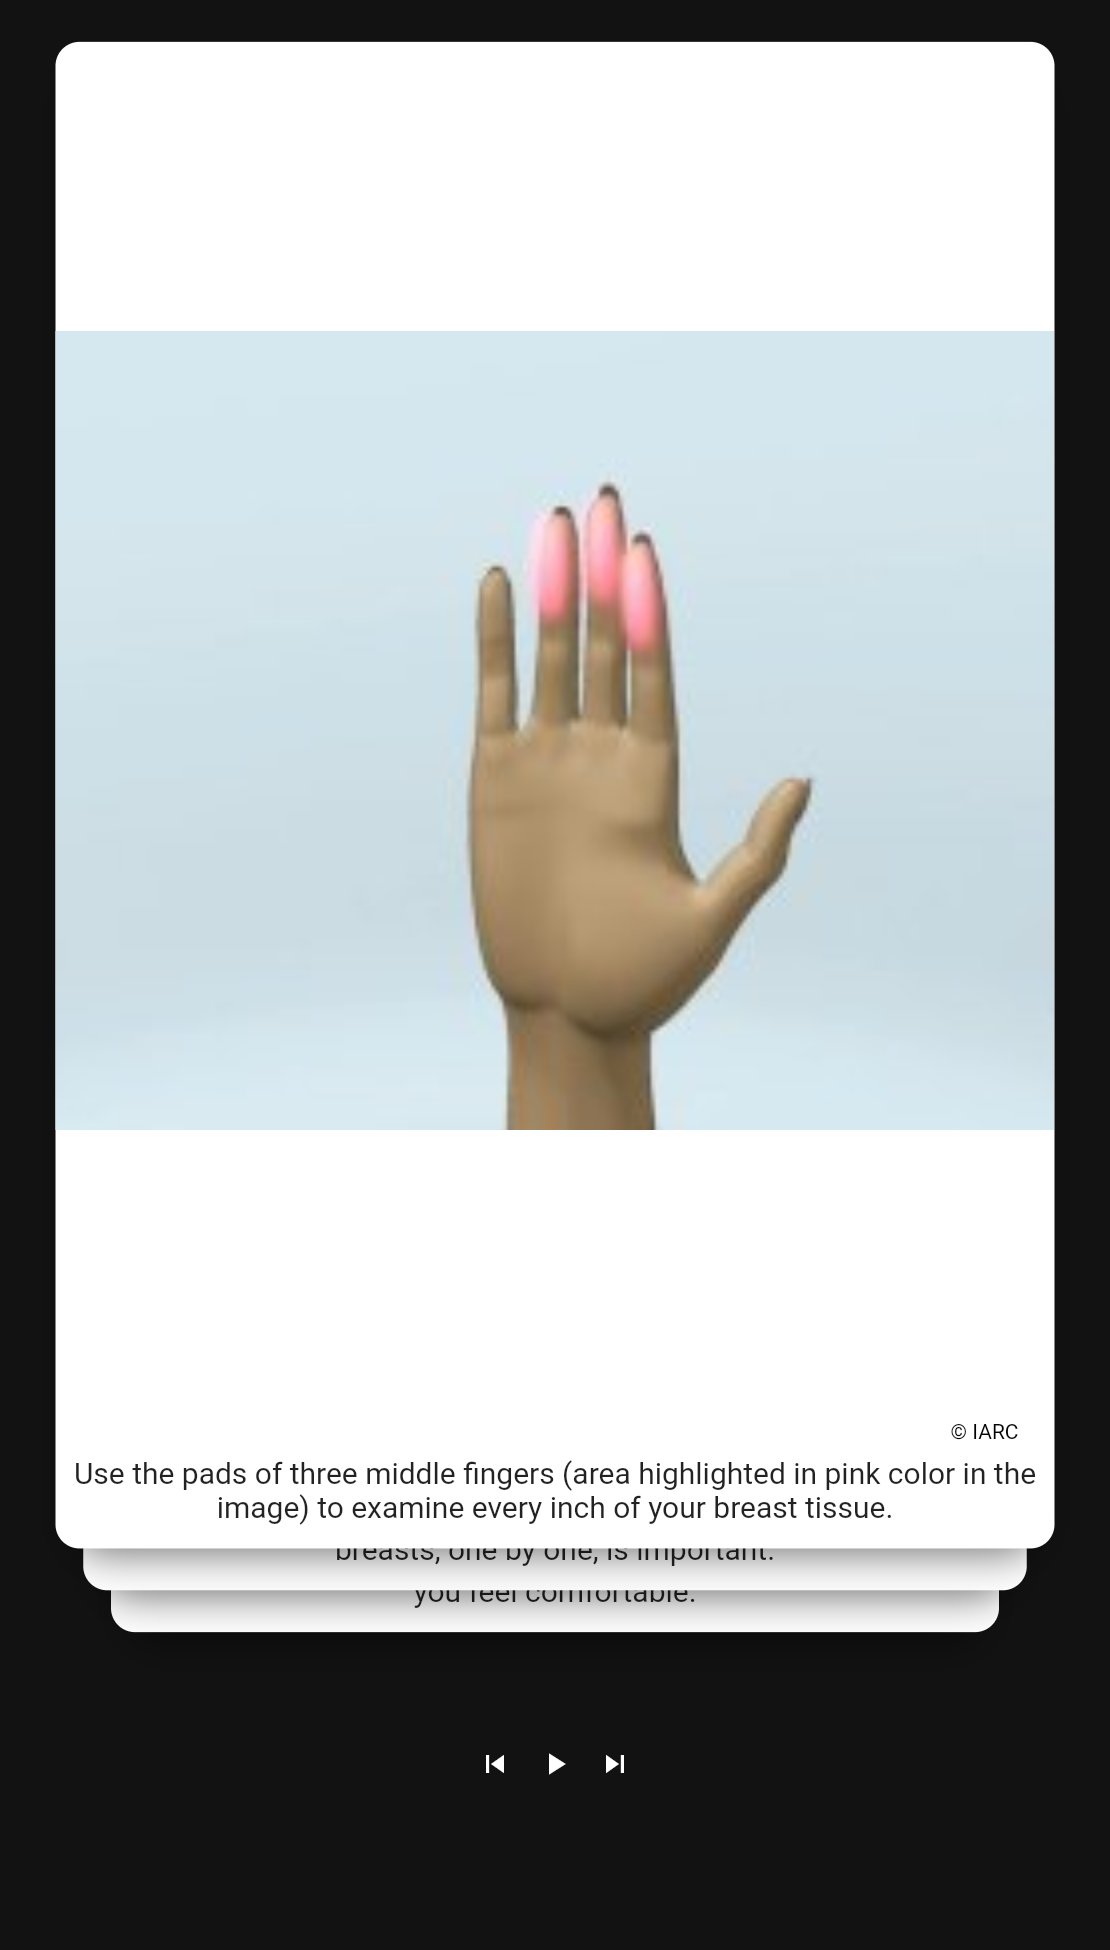 © IARC
Use the pads of three middle fingers (area highlighted in pink color in the
image) to examine every inch of your breast tissue.
breasts, one by one, is important.
you feel comfortable.